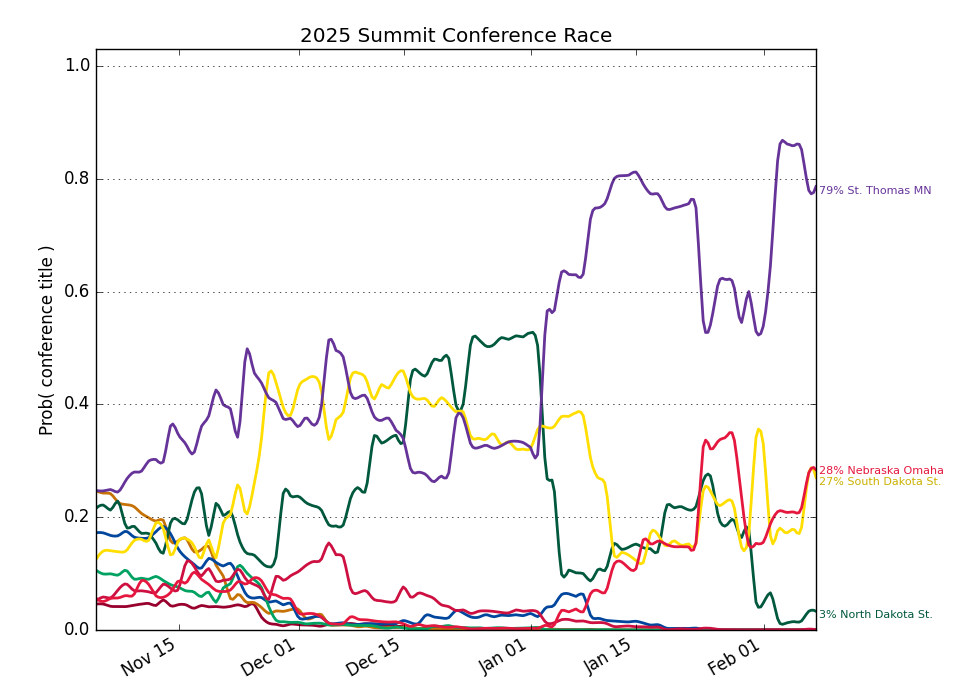 2025 Summit Conference Race
Prob( conference title )
1.0
0.8
0.6
0.4
0.2
0.0
79% St. Thomas MN
28% Nebraska Omaha
27% South Dakota St.
3% North Dakota St.
Nov 15
Dec 01
Dec 15
Jan 01
Jan 15
Feb 01